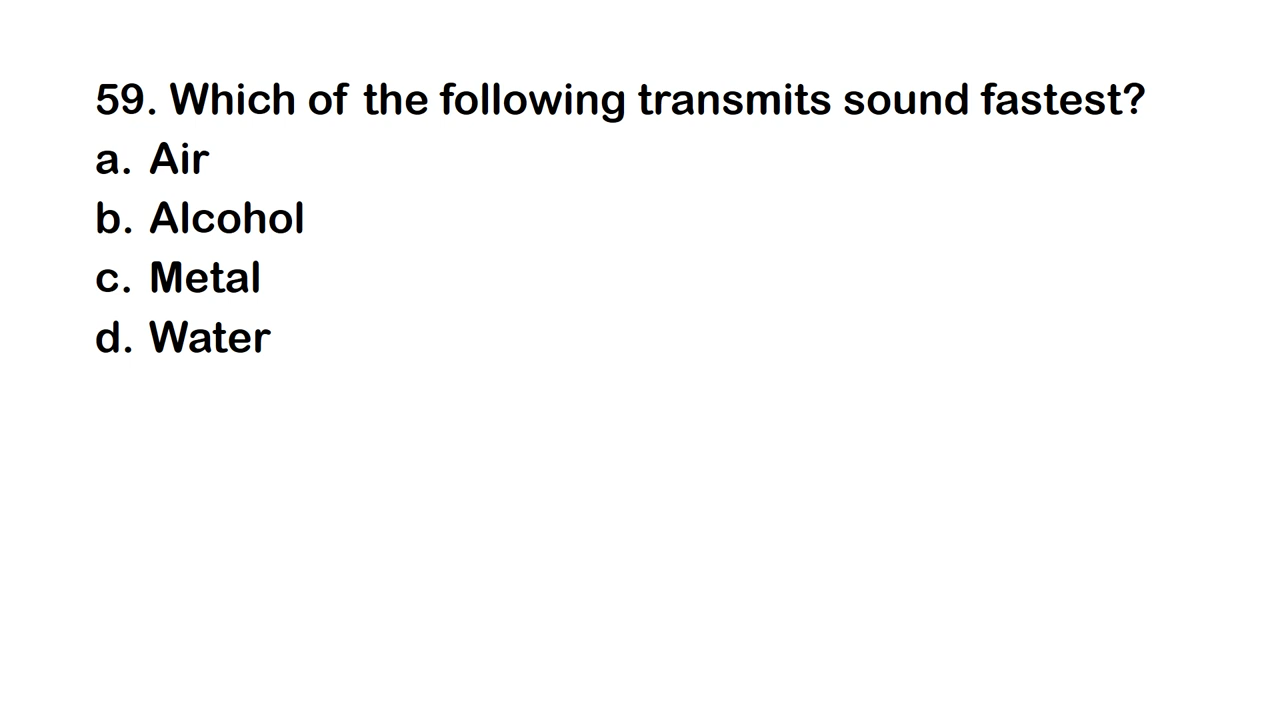 59. Which of the following transmits sound fastest?
a. Air
b. Alcohol
c. Metal
d. Water